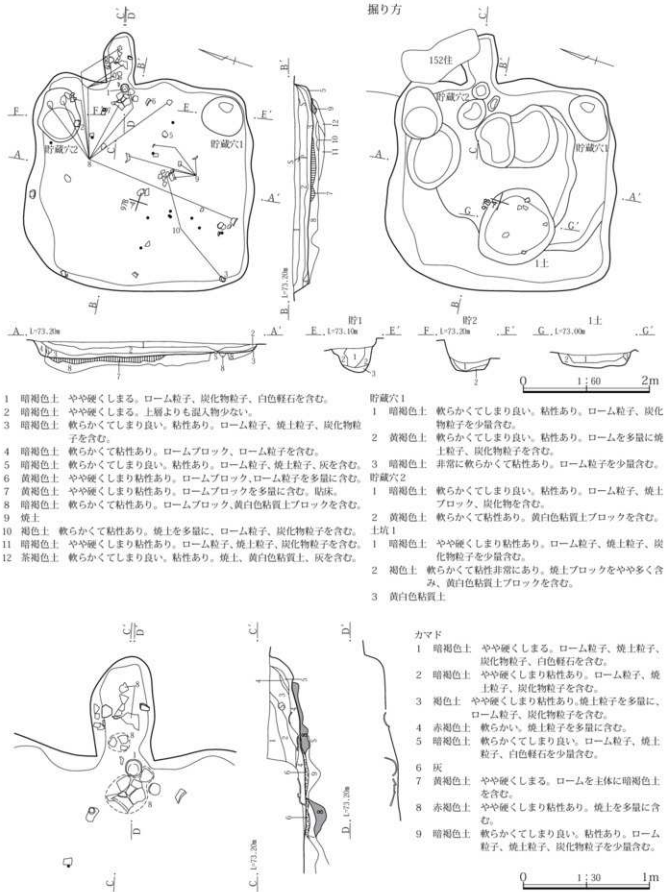 掘り方
152住
貯蔵穴2
貯蔵穴1
貯蔵穴2
貯蔵穴1
1土
A L=73.20m A'
貯1
E L=73.10m E'
貯2
F L=73.20m F'
1土
G L=73.00m G'
0 1:60 2m
1 暗褐色土 やや硬くしまる。ローム粒子、炭化物粒子、白色軽石を含む。
2 暗褐色土 やや硬くしまる。上層よりも混入物少ない。
3 暗褐色土 軟らかくてしまり良い。粘性あり。ローム粒子、焼土粒子、炭化物粒
子を含む。
4 暗褐色土 軟らかくて粘性あり。ロームブロック、ローム粒子を含む。
5 暗褐色土 軟らかくてしまり良い。粘性あり。ローム粒子、焼土粒子、灰を含む。
6 黄褐色土 やや硬くしまり粘性あり。ロームブロック、ローム粒子を多量に含む。
7 黄褐色土 やや硬くしまり粘性あり。ロームブロックを多量に含む。貼床。
8 暗褐色土 軟らかくて粘性あり。ロームブロック、黄白色粘質土ブロックを含む。
9 焼土
10 褐色土 軟らかくて粘性あり。焼土を多量に、ローム粒子、炭化物粒子を含む。
11 暗褐色土 やや硬くしまり粘性あり。ローム粒子、焼土粒子、炭化物粒子を含む。
12 茶褐色土 軟らかくてしまり良い。粘性あり。焼土、黄白色粘質土、灰を含む。
貯蔵穴1
1 暗褐色土 軟らかくてしまり良い。粘性あり。ローム粒子、炭化
物粒子を少量含む。
2 黄褐色土 軟らかくてしまり良い。粘性あり。ロームを多量に焼
土粒子、炭化物粒子を含む。
3 暗褐色土 非常に軟らかくて粘性あり。ローム粒子を少量含む。
貯蔵穴2
1 暗褐色土 軟らかくてしまり良い。粘性あり。ローム粒子、焼土
ブロック、炭化物を含む。
2 黄褐色土 軟らかくて粘性あり。黄白色粘質土ブロックを含む。
土坑1
1 暗褐色土 やや硬くしまり粘性あり。ローム粒子、焼土粒子、炭
化物粒子を少量含む。
2 褐色土 軟らかくて粘性非常にあり。焼土ブロックをやや多く含
み、黄白色粘質土ブロックを含む。
3 黄白色粘質土
カマド
1 暗褐色土 やや硬くしまる。ローム粒子、焼土粒子、
炭化物粒子、白色軽石を含む。
2 暗褐色土 やや硬くしまり粘性あり。ローム粒子、焼
土粒子、炭化物粒子を含む。
3 褐色土 やや硬くしまり粘性あり。焼土粒子を多量に、
ローム粒子、炭化物粒子を含む。
4 赤褐色土 軟らかい。焼土粒子を多量に含む。
5 暗褐色土 軟らかくてしまり良い。ローム粒子、焼土粒
子、白色軽石を少量含む。
6 灰
7 黄褐色土 やや硬くしまる。ロームを主体に暗褐色土
を含む。
8 赤褐色土 やや硬くしまり粘性あり。焼土を多量に含
む。
9 暗褐色土 軟らかくてしまり良い。粘性あり。ローム
粒子、焼土粒子、炭化物粒子を少量含む。
0 1:30 1m